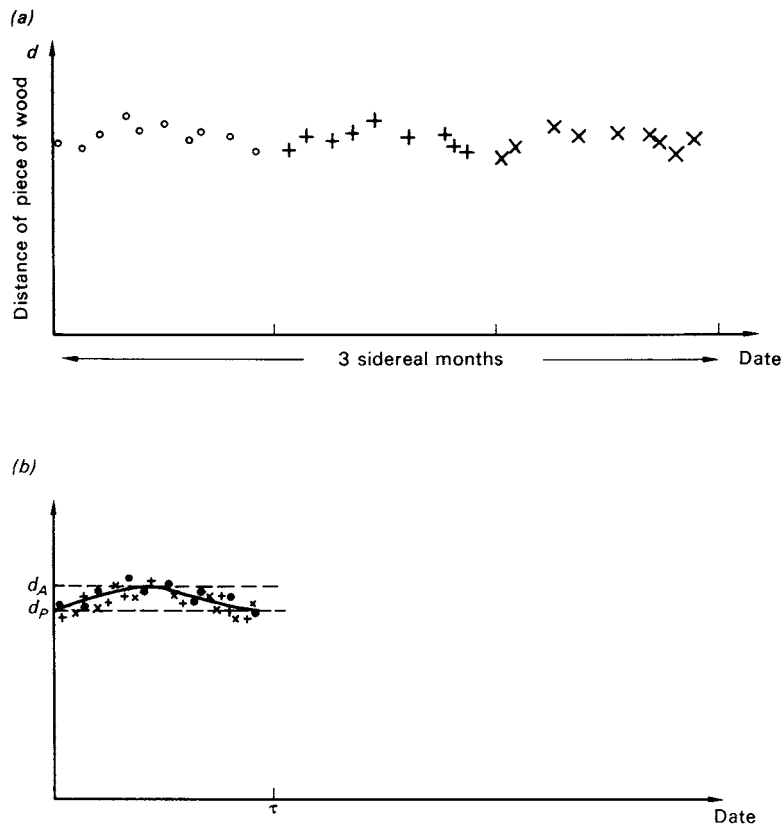 (a)
d
Distance of piece of wood
3 sidereal months
Date
(b)
d_A
d_P
τ
Date